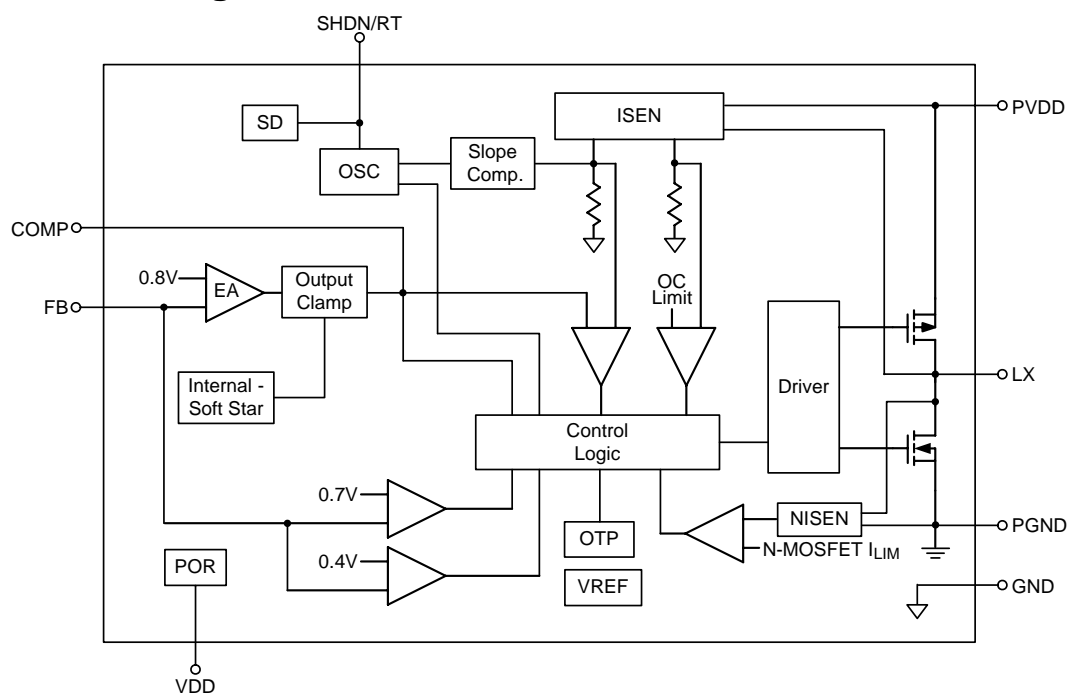 SHDN/RT
SD
ISEN
PVDD
OSC
Slope
Comp.
COMP
0.8V
EA
Output
Clamp
FB
OC
Limit
Internal -
Soft Star
Driver
LX
Control
Logic
0.7V
NISEN
PGND
OTP
N-MOSFET ILIM
0.4V
POR
VREF
GND
VDD